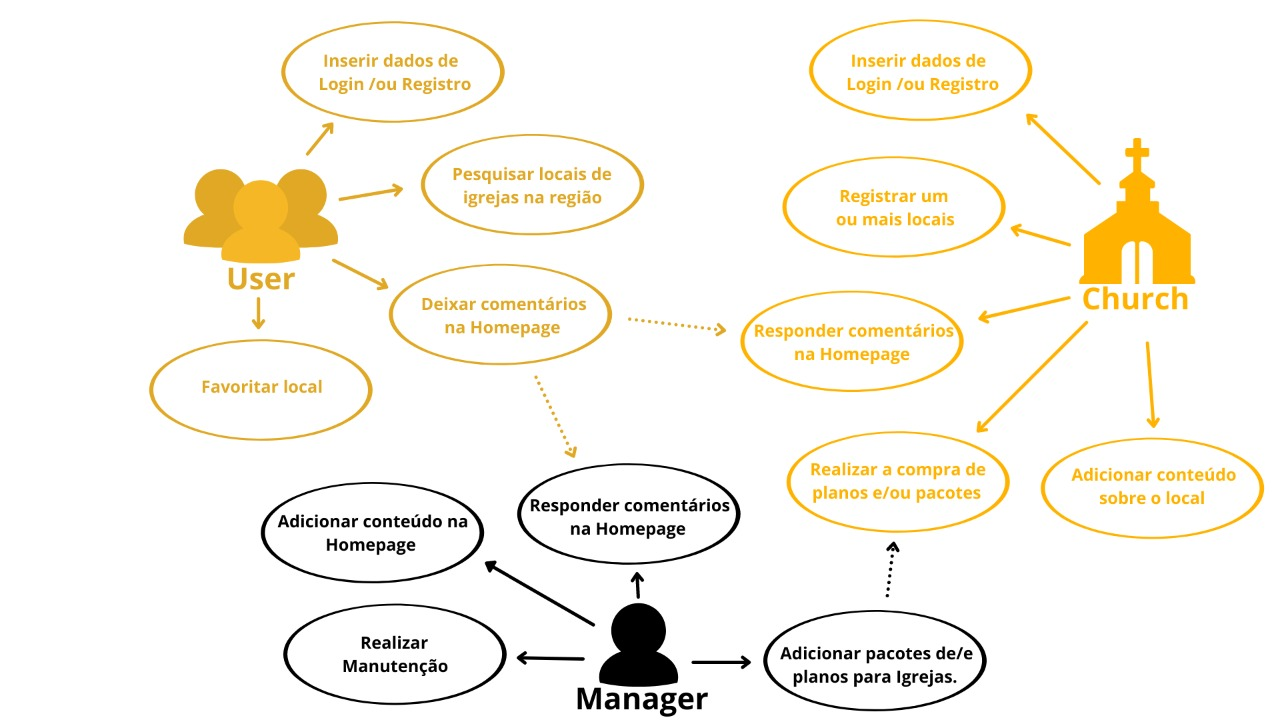 Inserir dados de
Login /ou Registro
Pesquisar locais de
igrejas na região
User
Deixar comentários
na Homepage
Favoritar local
Inserir dados de
Login /ou Registro
Registrar um
ou mais locais
Church
Responder comentários
na Homepage
Realizar a compra de
planos e/ou pacotes
Adicionar conteúdo
sobre o local
Responder comentários
na Homepage
Adicionar conteúdo na
Homepage
Realizar
Manutenção
Manager
Adicionar pacotes de/e
planos para Igrejas.